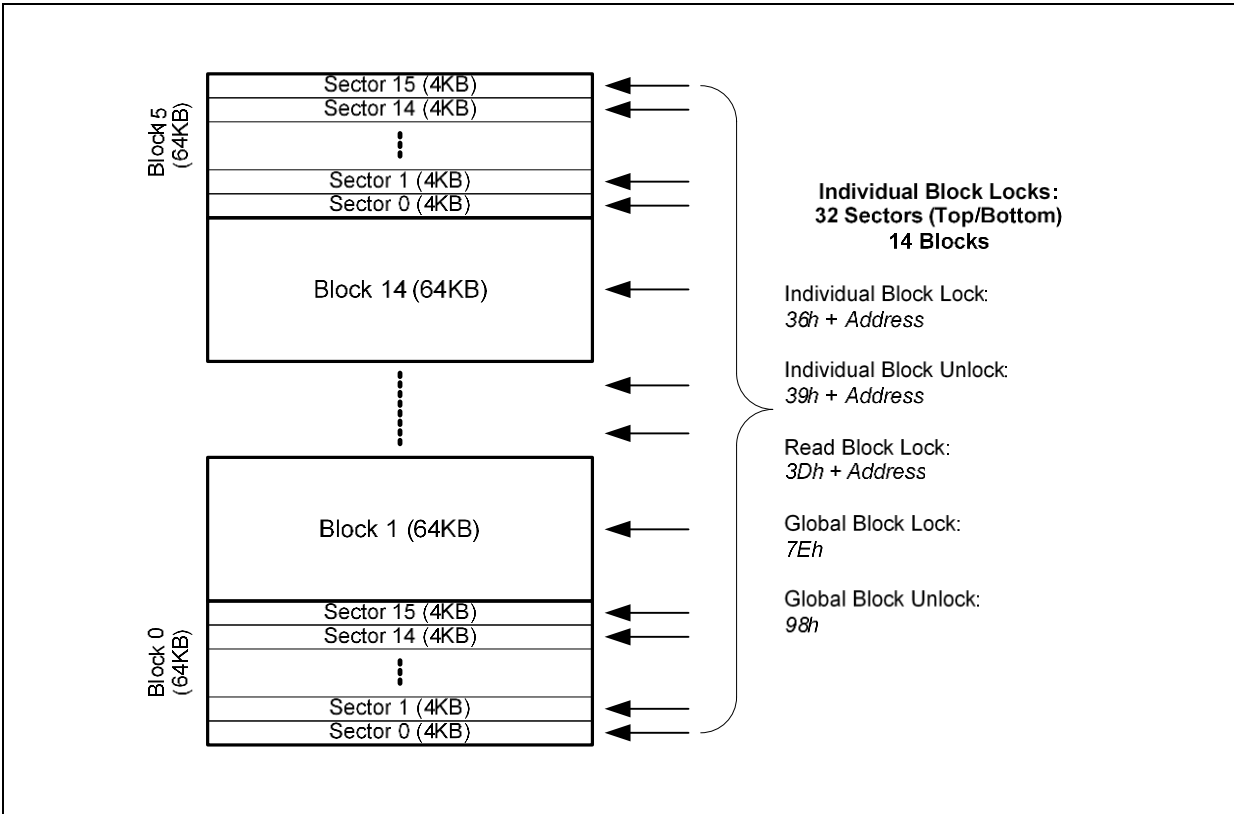 Block15
(64KB)
Sector 15 (4KB)
Sector 14 (4KB)
Sector 1 (4KB)
Sector 0 (4KB)
Block 14 (64KB)
Block 1 (64KB)
Block 0
(64KB)
Sector 15 (4KB)
Sector 14 (4KB)
Sector 1 (4KB)
Sector 0 (4KB)
Individual Block Locks:
32 Sectors (Top/Bottom)
14 Blocks
Individual Block Lock:
36h + Address
Individual Block Unlock:
39h + Address
Read Block Lock:
3Dh + Address
Global Block Lock:
7Eh
Global Block Unlock:
98h